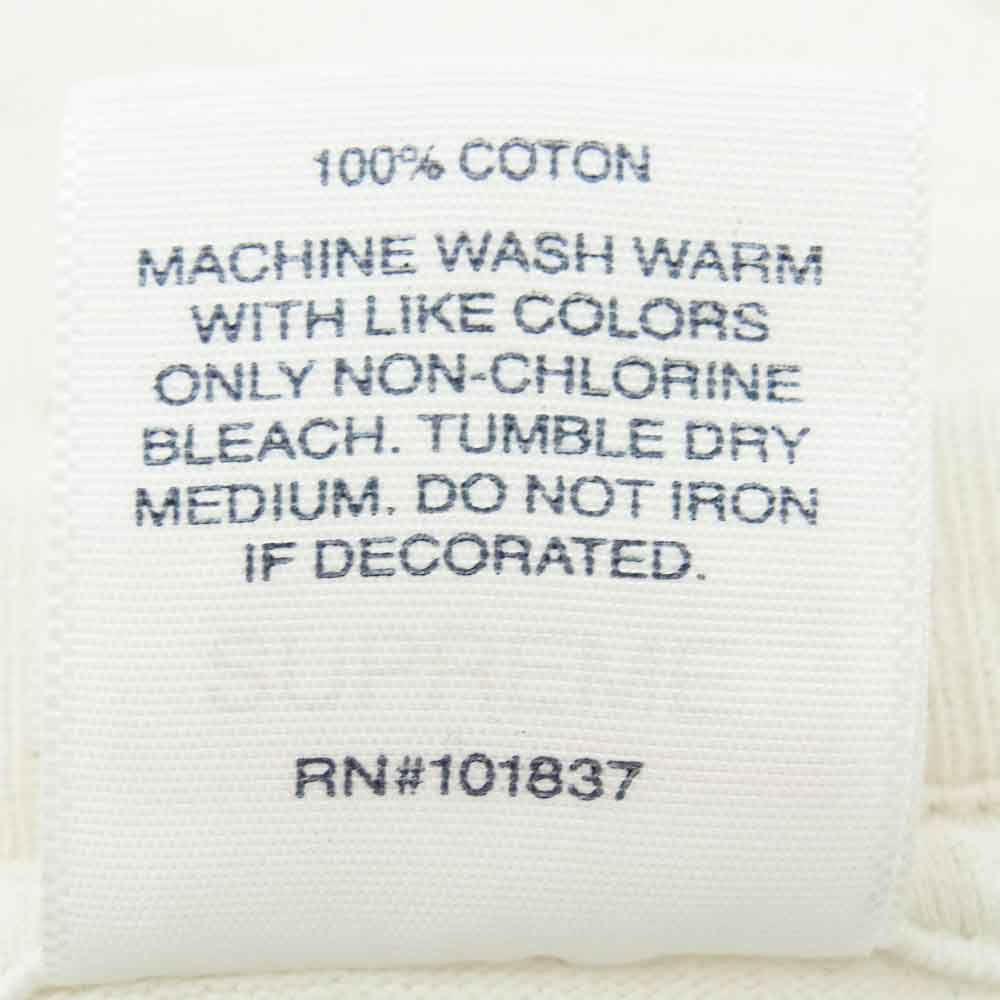 100% COTON
MACHINE WASH WARM
WITH LIKE COLORS
ONLY NON-CHLORINE
BLEACH. TUMBLE DRY
MEDIUM. DO NOT IRON
IF DECORATED.
RN#101837